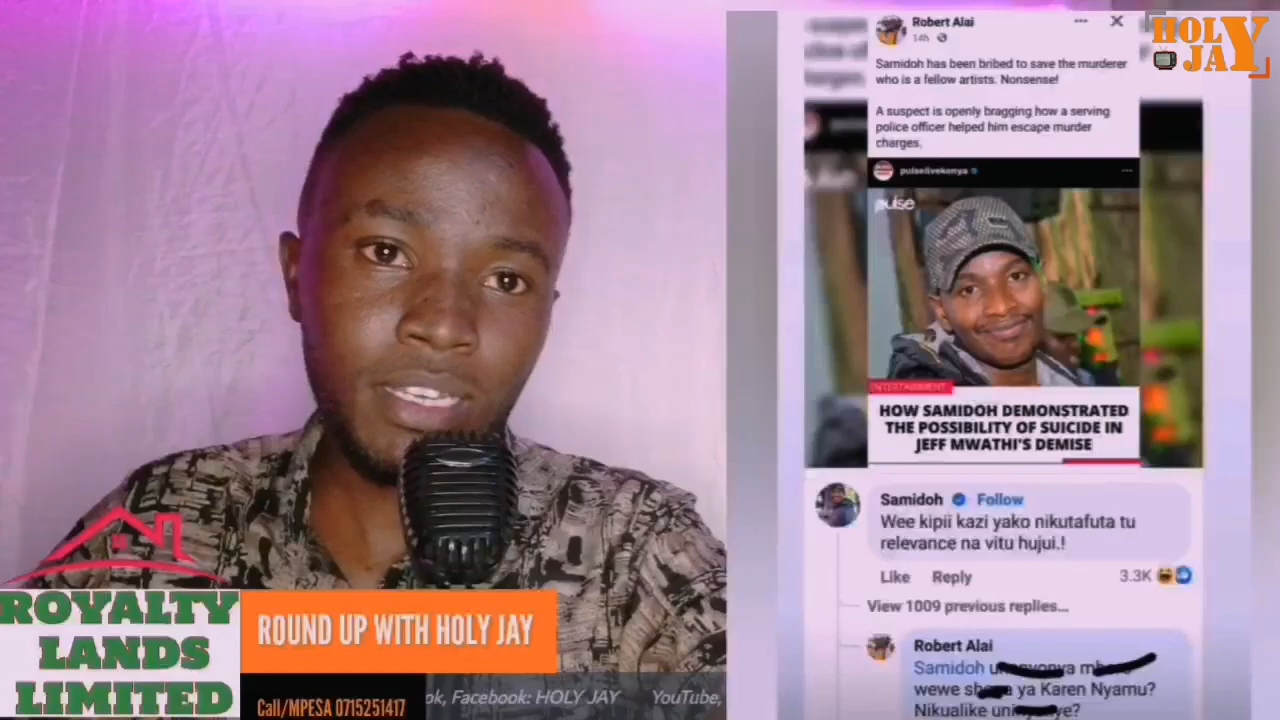 Robert Alai
14h
Samidoh has been bribed to save the murderer
who is a fellow artists. Nonsense!
A suspect is openly bragging how a serving
police officer helped him escape murder
charges.
pulselivekenya
pulse
ENTERTAINMENT
HOW SAMIDOH DEMONSTRATED
THE POSSIBILITY OF SUICIDE IN
JEFF MWATHI'S DEMISE
Samidoh Follow
Wee kipii kazi yako nikutafuta tu
relevance na vitu hujui.!
Like Reply 3.3K
View 1009 previous replies...
Robert Alai
Samidoh
wewe ya Karen Nyamu?
Nikualike
HOLY
JAY
ROYALTY
LANDS
LIMITED
ROUND UP WITH HOLY JAY
Call/MPESA 0715251417
ok, Facebook: HOLY JAY YouTube,